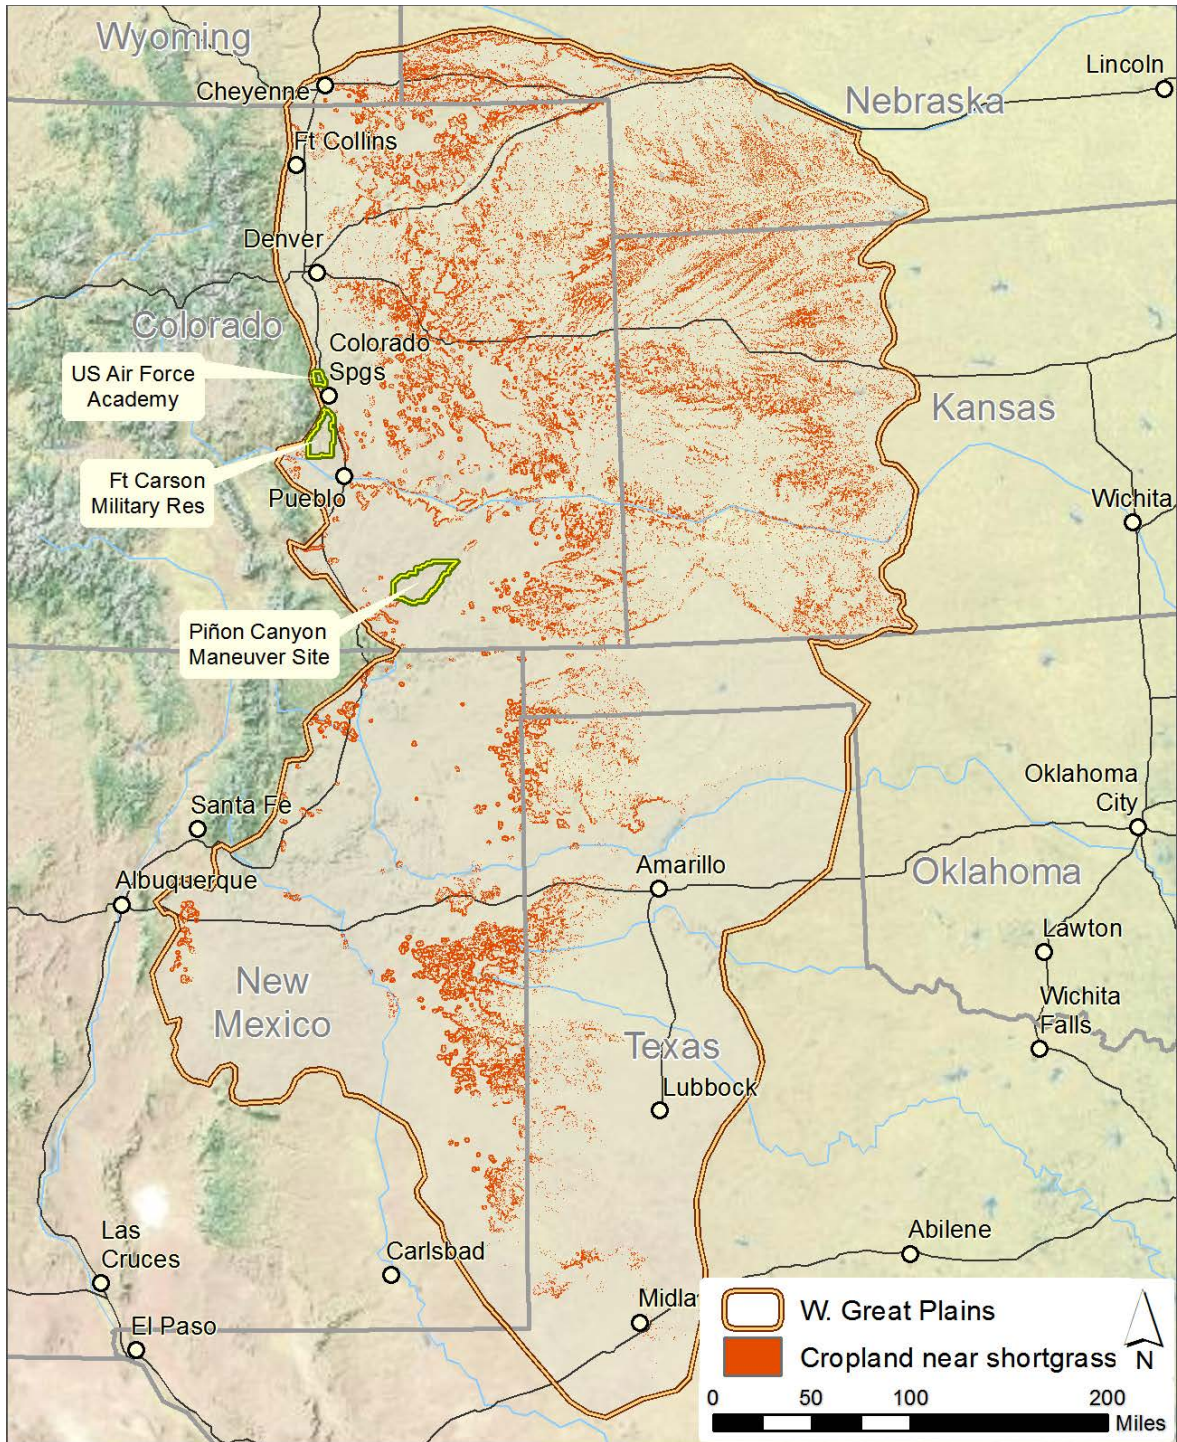 Wyoming
Lincoln
Cheyenne
Nebraska
Ft Collins
Denver
Colorado
Colorado
Spgs
US Air Force
Academy
Kansas
Ft Carson
Military Res
Pueblo
Wichita
Piñon Canyon
Maneuver Site
Oklahoma
City
Santa Fe
Amarillo
Oklahoma
Albuquerque
Lawton
New
Mexico
Wichita
Falls
Texas
Lubbock
Las
Cruces
Carlsbad
Abilene
Midla
El Paso
W. Great Plains
Cropland near shortgrass
N
0 50 100 200
Miles